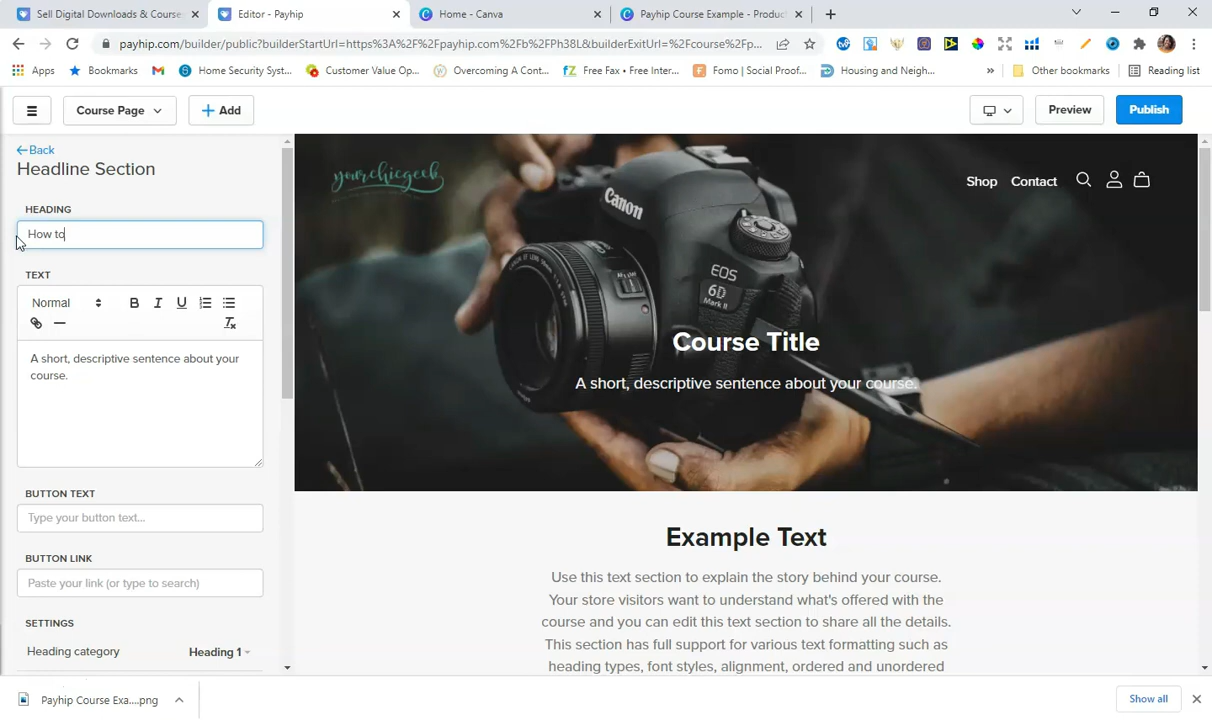 Sell Digital Downloads & Course
Editor - Payhip
Home - Canva
Payhip Course Example - Produc
payhip.com/builder/public?builderStartUrl=https%3A%2F%2Fpayhip.com%2Fb%2FPh38L&builderExitUrl=%2Fcourse%2Fp...
Apps
Bookmarks
Home Security Syst...
Customer Value Op...
Overcoming A Cont...
Free Fax • Free Inter...
Fomo | Social Proof...
Housing and Neigh...
»
Other bookmarks
Reading list
Course Page
+ Add
Preview
Publish
Back
Headline Section
HEADING
How to
TEXT
Normal
B I U
A short, descriptive sentence about your
course.
BUTTON TEXT
Type your button text...
BUTTON LINK
Paste your link (or type to search)
SETTINGS
Heading category
Heading 1
yourchicgeek
Shop
Contact
Canon
EOS
6D
Mark II
Course Title
A short, descriptive sentence about your course.
Example Text
Use this text section to explain the story behind your course.
Your store visitors want to understand what's offered with the
course and you can edit this text section to share all the details.
This section has full support for various text formatting such as
heading types, font styles, alignment, ordered and unordered
Payhip Course Exa....png
Show all